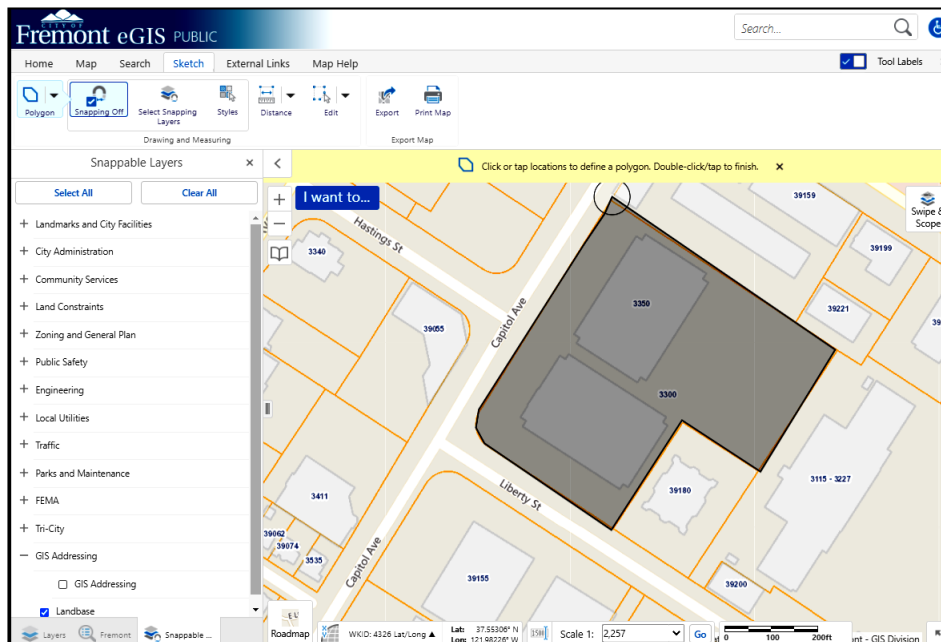 CITY OF
Fremont eGIS PUBLIC
Search...
Home Map Search Sketch External Links Map Help
Tool Labels
Polygon Snapping Off Select Snapping Layers Styles Distance Edit Export Print Map
Drawing and Measuring Export Map
Snappable Layers
Click or tap locations to define a polygon. Double-click/tap to finish.
Select All Clear All
I want to...
Swipe &
Scope
+ Landmarks and City Facilities
+ City Administration
+ Community Services
+ Land Constraints
+ Zoning and General Plan
+ Public Safety
+ Engineering
+ Local Utilities
+ Traffic
+ Parks and Maintenance
+ FEMA
+ Tri-City
− GIS Addressing
GIS Addressing
Landbase
Layers Fremont Snappable ...
39159
Hastings St
3340
39199
3350
39221
39055
Capitol Ave
3300
3115 - 3227
39180
Liberty St
3411
39062
39074
3535
Capitol Ave
39155
39200
Roadmap
WKID: 4326 Lat/Long
Lat: 37.55306° N
Lon: 121.98226° W
Scale 1: 2,257 Go
0 100 200ft
nt - GIS Division